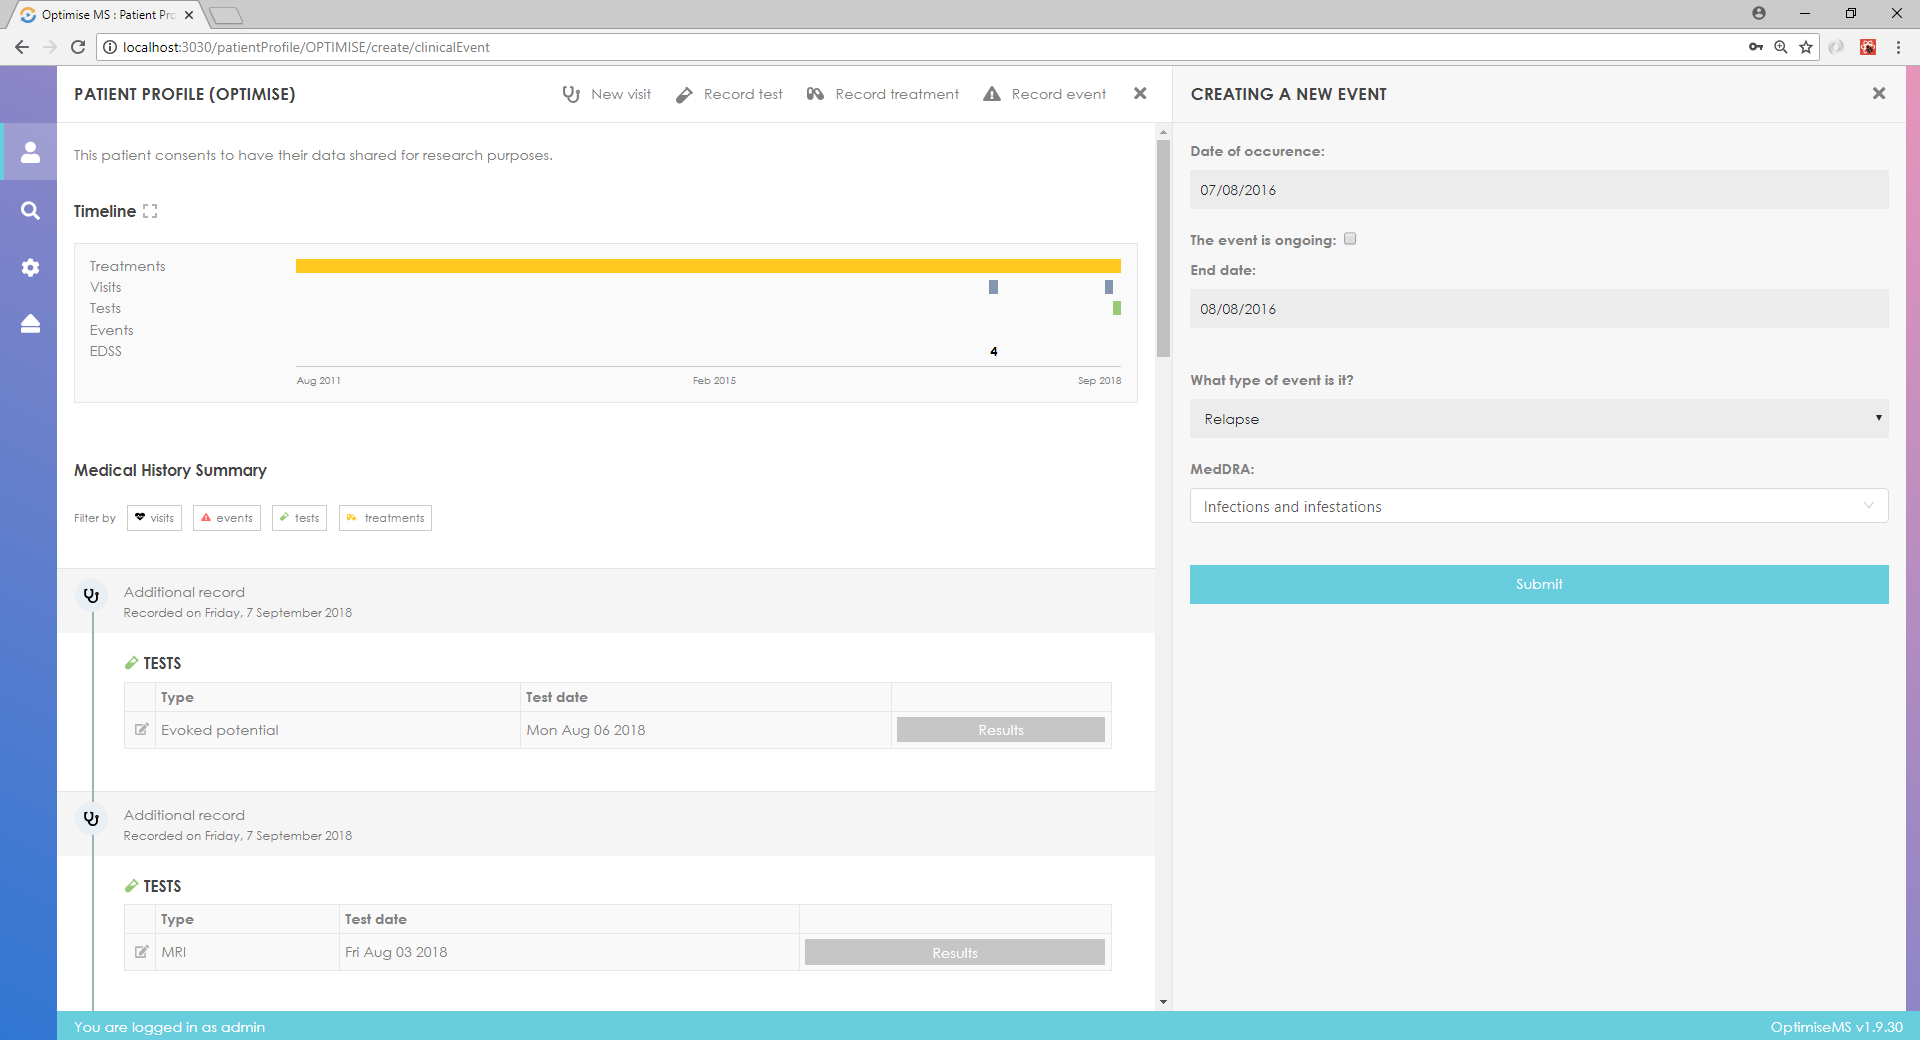 Optimise MS : Patient Pro
localhost:3030/patientProfile/OPTIMISE/create/clinicalEvent
PATIENT PROFILE (OPTIMISE)
New visit
Record test
Record treatment
Record event
This patient consents to have their data shared for research purposes.
Timeline
Treatments
Visits
Tests
Events
EDSS
4
Aug 2011
Feb 2015
Sep 2018
Medical History Summary
Filter by
visits
events
tests
treatments
Additional record
Recorded on Friday, 7 September 2018
TESTS
Type
Test date
Evoked potential
Mon Aug 06 2018
Results
Additional record
Recorded on Friday, 7 September 2018
TESTS
Type
Test date
MRI
Fri Aug 03 2018
Results
CREATING A NEW EVENT
Date of occurence:
07/08/2016
The event is ongoing:
End date:
08/08/2016
What type of event is it?
Relapse
MedDRA:
Infections and infestations
Submit
You are logged in as admin
OptimiseMS v1.9.30